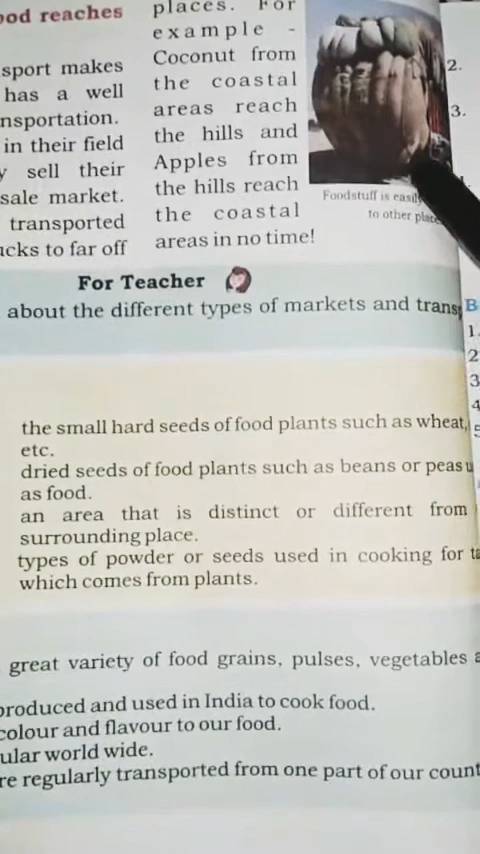 ood reaches
sport makes
has a well
nsportation.
in their field
y sell their
sale market.
transported
ucks to far off
places. For
example -
Coconut from
the coastal
areas reach
the hills and
Apples from
the hills reach
the coastal
areas in no time!
Foodstuff is easily
to other place
2.
3.
For Teacher
about the different types of markets and transp
B
1.
2
3
4
5
the small hard seeds of food plants such as wheat,
etc.
dried seeds of food plants such as beans or peas u
as food.
an area that is distinct or different from
surrounding place.
types of powder or seeds used in cooking for ta
which comes from plants.
great variety of food grains, pulses, vegetables a
produced and used in India to cook food.
colour and flavour to our food.
ular world wide.
re regularly transported from one part of our count